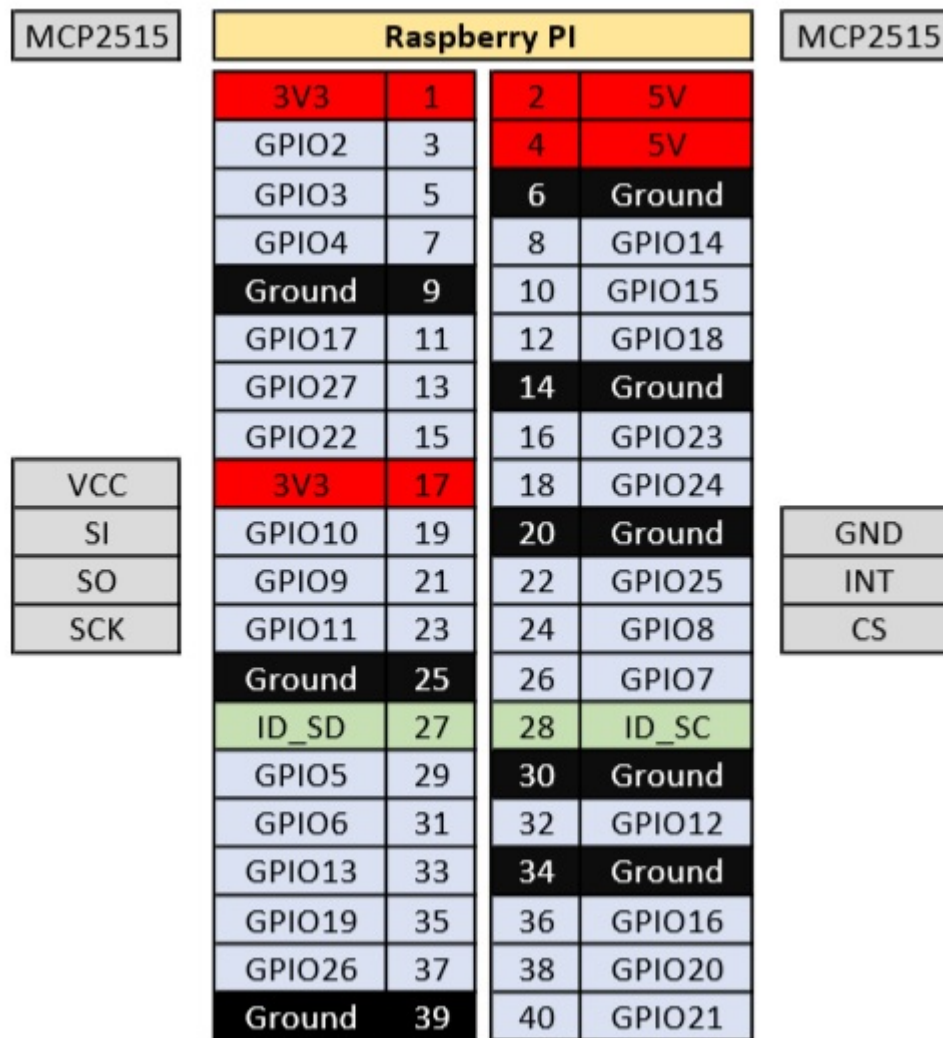 MCP2515 Raspberry PI MCP2515
3V3 1 2 5V
GPIO2 3 4 5V
GPIO3 5 6 Ground
GPIO4 7 8 GPIO14
Ground 9 10 GPIO15
GPIO17 11 12 GPIO18
GPIO27 13 14 Ground
GPIO22 15 16 GPIO23
VCC 3V3 17 18 GPIO24
SI GPIO10 19 20 Ground GND
SO GPIO9 21 22 GPIO25 INT
SCK GPIO11 23 24 GPIO8 CS
Ground 25 26 GPIO7
ID_SD 27 28 ID_SC
GPIO5 29 30 Ground
GPIO6 31 32 GPIO12
GPIO13 33 34 Ground
GPIO19 35 36 GPIO16
GPIO26 37 38 GPIO20
Ground 39 40 GPIO21